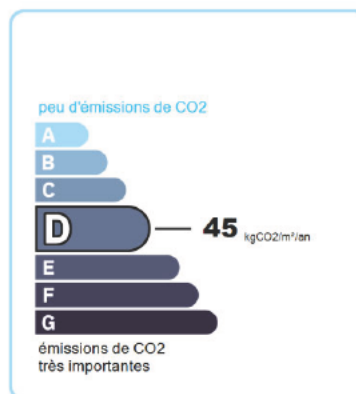 peu d'émissions de CO2
A
B
C
D 45 kgCO2/m²/an
E
F
G
émissions de CO2
très importantes